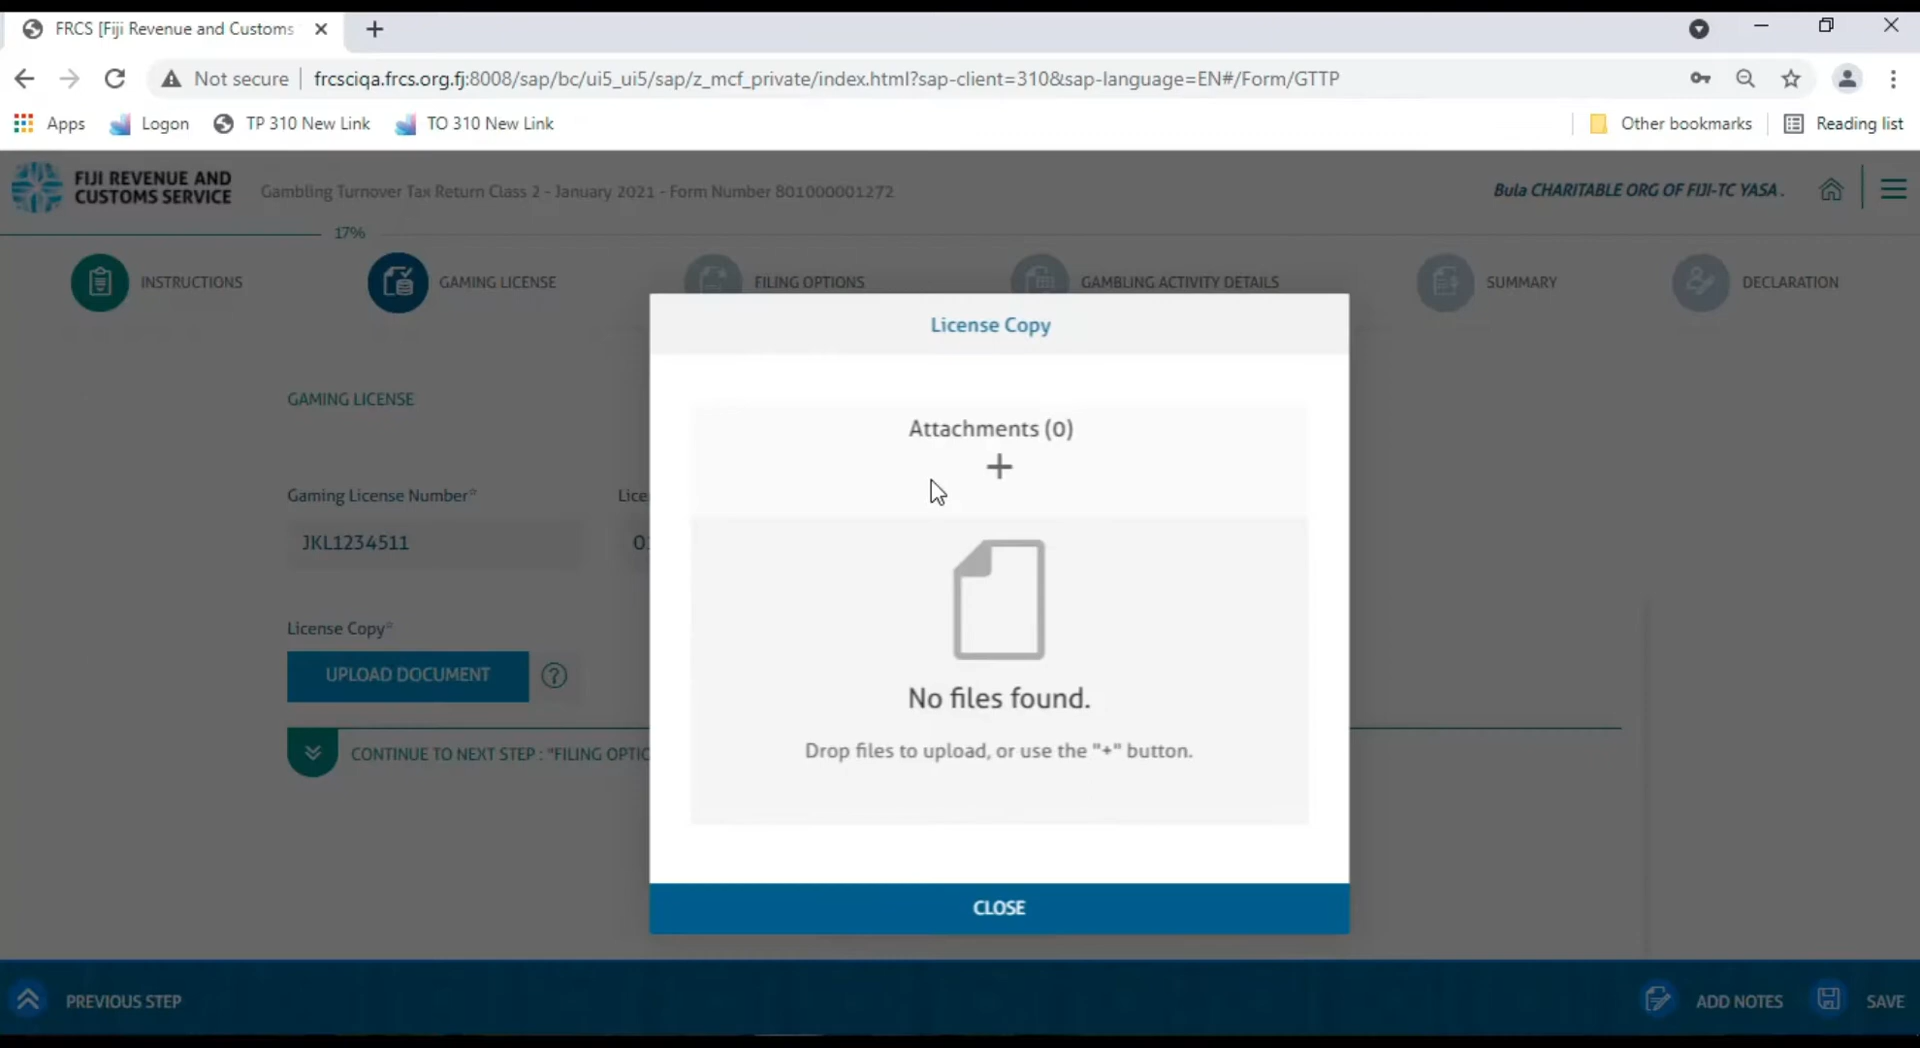 FRCS [Fiji Revenue and Customs
Not secure
frcsciqa.frcs.org.fj:8008/sap/bc/ui5_ui5/sap/z_mcf_private/index.html?sap-client=310&sap-language=EN#/Form/GTTP
Apps
Logon
TP 310 New Link
TO 310 New Link
Other bookmarks
Reading list
FIJI REVENUE AND
CUSTOMS SERVICE
Gambling Turnover Tax Return Class 2 - January 2021 - Form Number 801000001272
Bula CHARITABLE ORG OF FIJI-TC YASA .
17%
INSTRUCTIONS
GAMING LICENSE
FILING OPTIONS
GAMBLING ACTIVITY DETAILS
SUMMARY
DECLARATION
License Copy
GAMING LICENSE
Attachments (0)
+
Gaming License Number*
Lice
JKL1234511
0
License Copy*
UPLOAD DOCUMENT
?
No files found.
Drop files to upload, or use the "+" button.
CONTINUE TO NEXT STEP : "FILING OPTIO
CLOSE
PREVIOUS STEP
ADD NOTES
SAVE